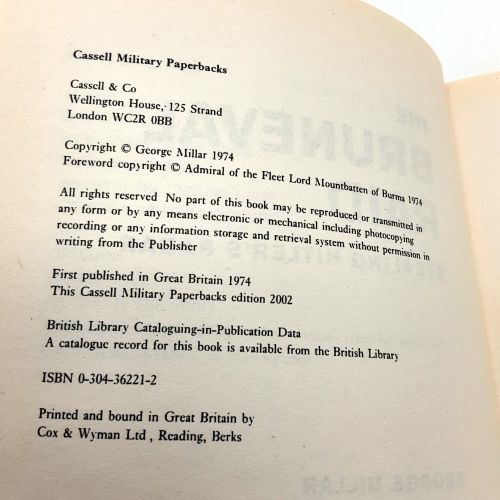 Cassell Military Paperbacks
Cassell & Co
Wellington House, 125 Strand
London WC2R 0BB
Copyright © George Millar 1974
Foreword copyright © Admiral of the Fleet Lord Mountbatten of Burma 1974
All rights reserved No part of this book may be reproduced or transmitted in
any form or by any means electronic or mechanical including photocopying
recording or any information storage and retrieval system without permission in
writing from the Publisher
First published in Great Britain 1974
This Cassell Military Paperbacks edition 2002
British Library Cataloguing-in-Publication Data
A catalogue record for this book is available from the British Library
ISBN 0-304-36221-2
Printed and bound in Great Britain by
Cox & Wyman Ltd, Reading, Berks